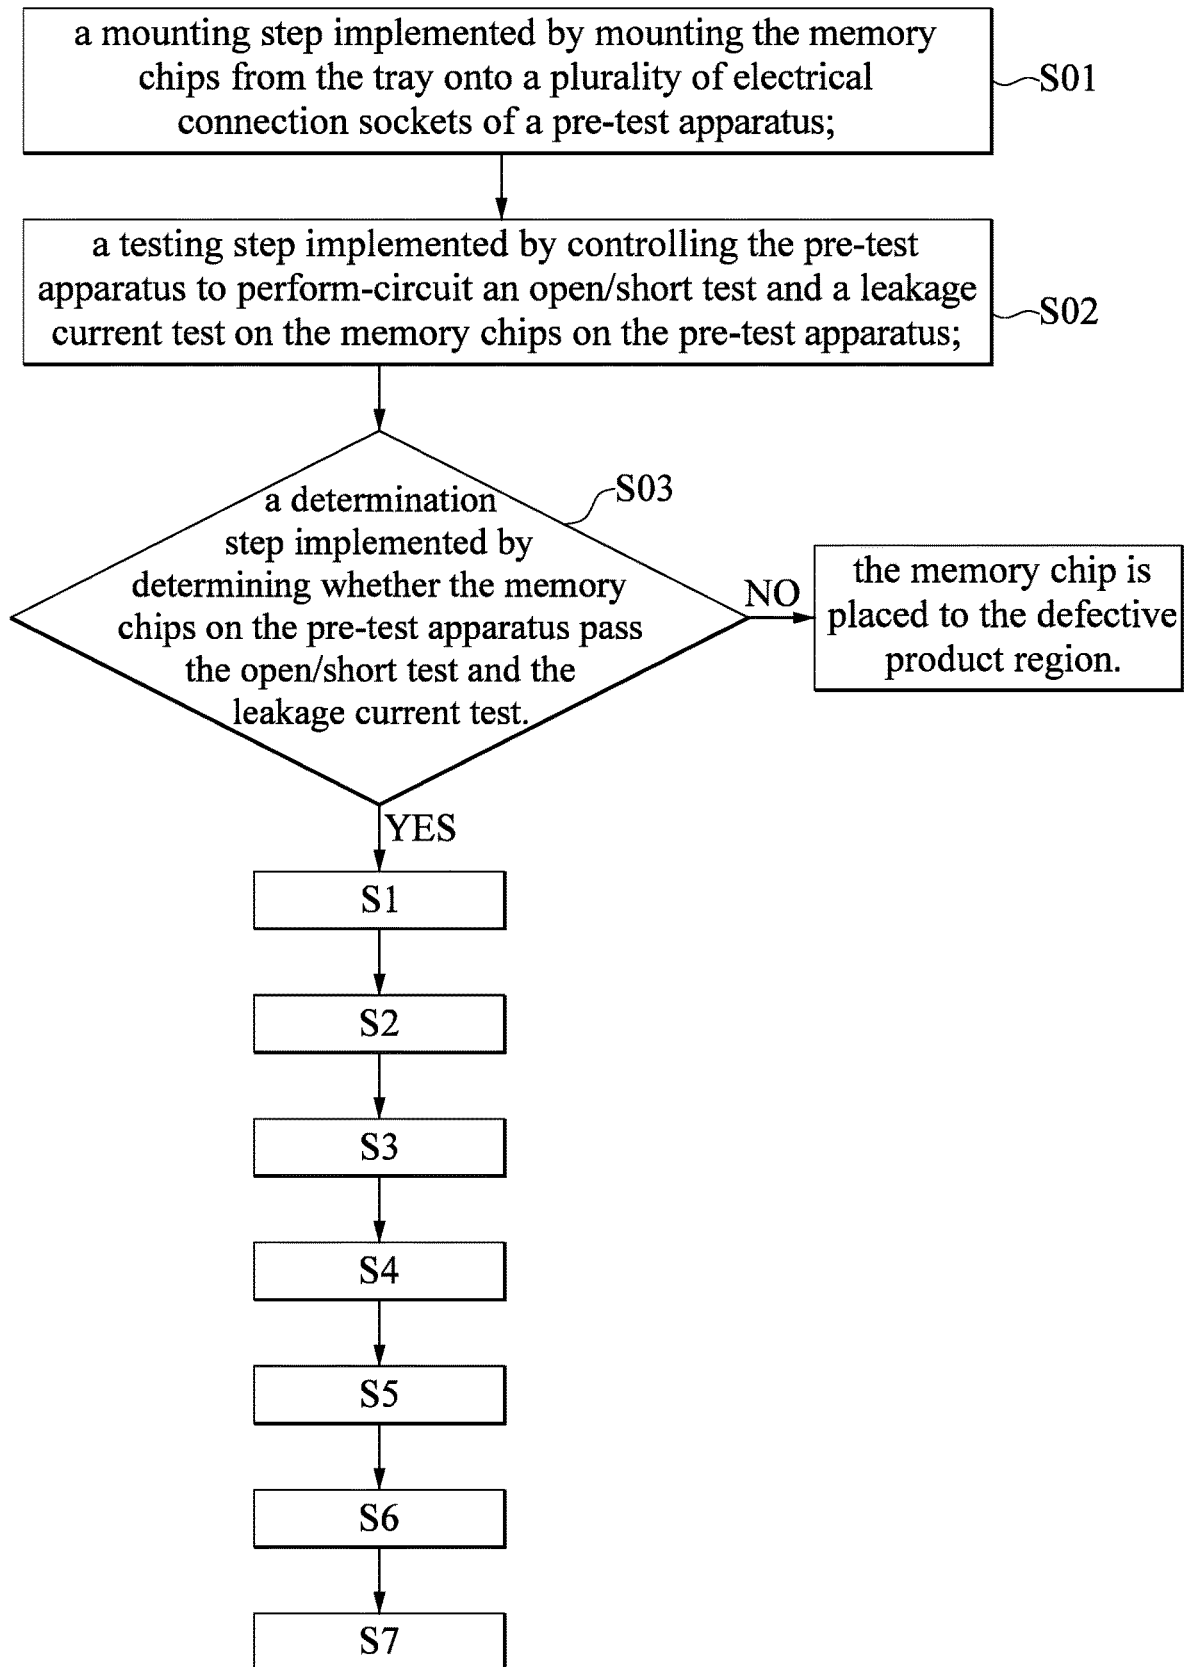 a mounting step implemented by mounting the memory
chips from the tray onto a plurality of electrical
connection sockets of a pre-test apparatus;
S01
a testing step implemented by controlling the pre-test
apparatus to perform-circuit an open/short test and a leakage
current test on the memory chips on the pre-test apparatus;
S02
a determination
step implemented by
determining whether the memory
chips on the pre-test apparatus pass
the open/short test and the
leakage current test.
S03
NO
the memory chip is
placed to the defective
product region.
YES
S1
S2
S3
S4
S5
S6
S7